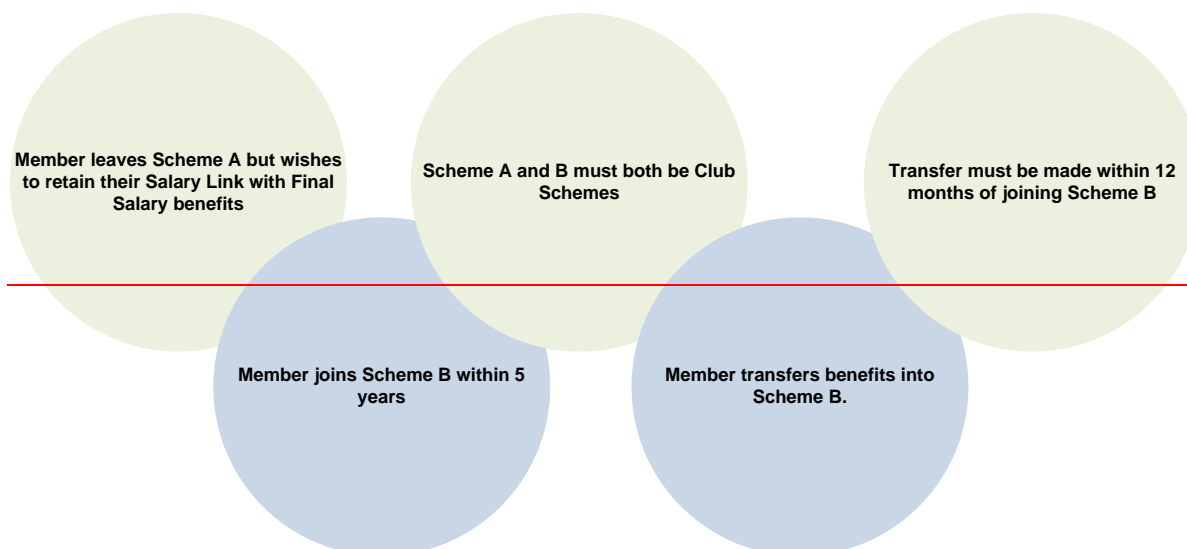 Member leaves Scheme A but wishes
to retain their Salary Link with Final
Salary benefits
Member joins Scheme B within 5
years
Scheme A and B must both be Club
Schemes
Member transfers benefits into
Scheme B.
Transfer must be made within 12
months of joining Scheme B